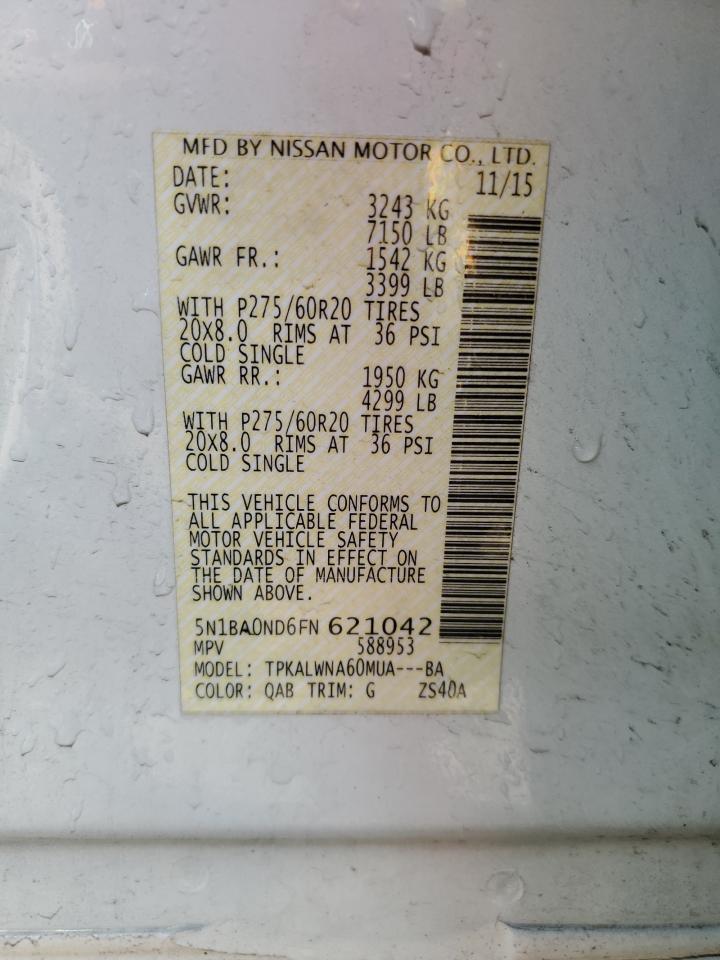 MFD BY NISSAN MOTOR CO., LTD.
DATE: 11/15
GVWR: 3243 KG
7150 LB
GAWR FR.: 1542 KG
3399 LB
WITH P275/60R20 TIRES
20X8.0 RIMS AT 36 PSI
COLD SINGLE
GAWR RR.: 1950 KG
4299 LB
WITH P275/60R20 TIRES
20X8.0 RIMS AT 36 PSI
COLD SINGLE
THIS VEHICLE CONFORMS TO
ALL APPLICABLE FEDERAL
MOTOR VEHICLE SAFETY
STANDARDS IN EFFECT ON
THE DATE OF MANUFACTURE
SHOWN ABOVE.
5N1BA0ND6FN 621042
MPV 588953
MODEL: TPKALWNA60MUA---BA
COLOR: QAB TRIM: G ZS40A